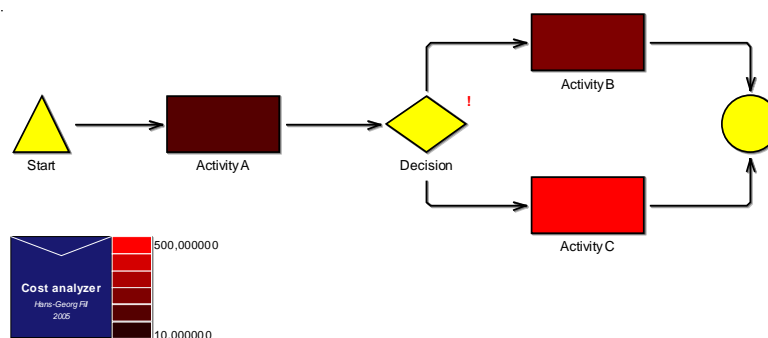 !
Activity B
Start
Activity A
Decision
Activity C
500,000000
Cost analyzer
Hans-Georg Fill
2005
10,000000